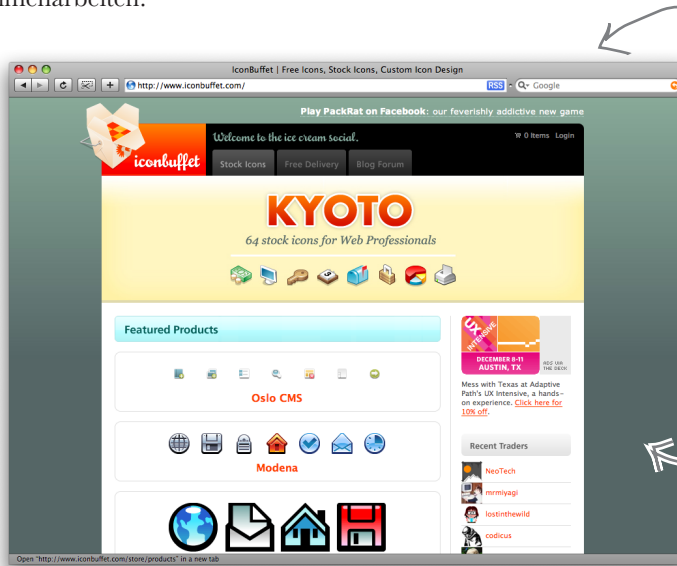 IconBuffet | Free Icons, Stock Icons, Custom Icon Design
http://www.iconbuffet.com/
RSS
Google
Play PackRat on Facebook: our feverishly addictive new game
iconbuffet
Welcome to the ice cream social.
0 Items Login
Stock Icons Free Delivery Blog Forum
KYOTO
64 stock icons for Web Professionals
Featured Products
Oslo CMS
Modena
UX INTENSIVE
DECEMBER 8-11
AUSTIN, TX
ADS VIA
THE DECK
Mess with Texas at Adaptive
Path's UX Intensive, a hands-
on experience. Click here for
10% off.
Recent Traders
NeoTech
mrmiyagi
lostinthewild
codicus
Open "http://www.iconbuffet.com/store/products" in a new tab